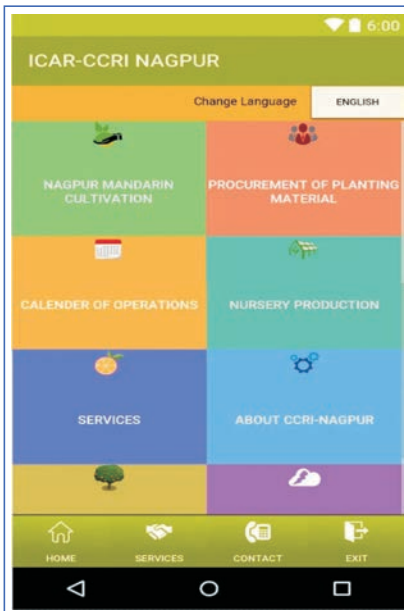 6:00
ICAR-CCRI NAGPUR
Change Language ENGLISH
NAGPUR MANDARIN
CULTIVATION
PROCUREMENT OF PLANTING
MATERIAL
CALENDER OF OPERATIONS
NURSERY PRODUCTION
SERVICES
ABOUT CCRI-NAGPUR
HOME SERVICES CONTACT EXIT